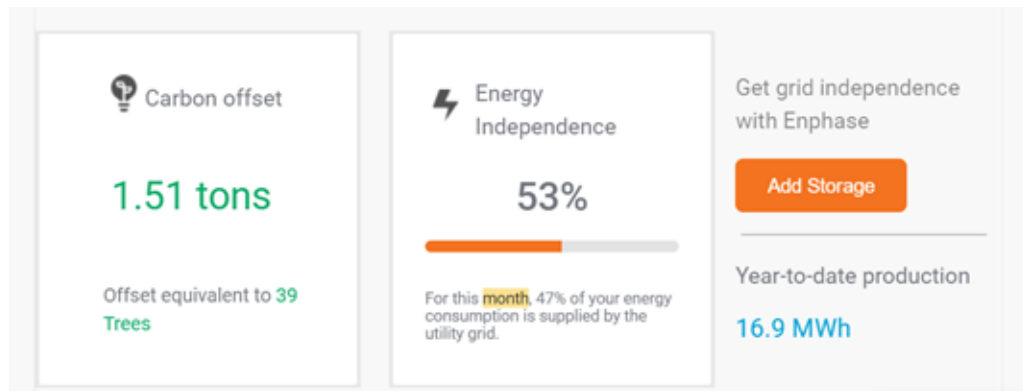 Carbon offset
1.51 tons
Offset equivalent to 39
Trees
Energy
Independence
53%
For this month, 47% of your energy
consumption is supplied by the
utility grid.
Get grid independence
with Enphase
Add Storage
Year-to-date production
16.9 MWh